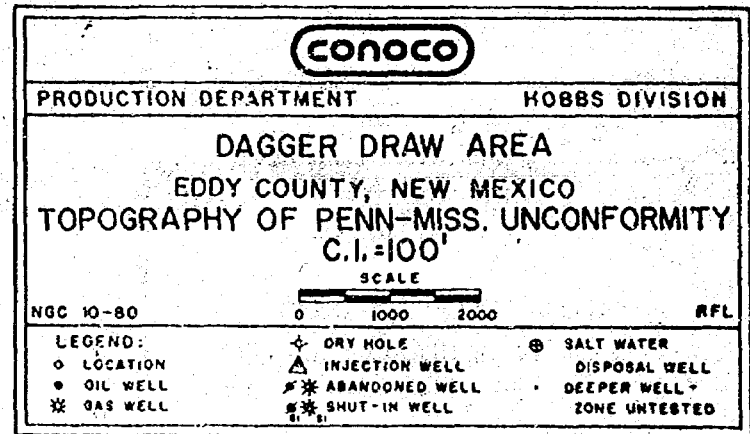 conoco
PRODUCTION DEPARTMENT HOBBS DIVISION
DAGGER DRAW AREA
EDDY COUNTY, NEW MEXICO
TOPOGRAPHY OF PENN-MISS. UNCONFORMITY
C.I.=100'
SCALE
NGC 10-80 0 1000 2000 RFL
LEGEND:
LOCATION
OIL WELL
GAS WELL
DRY HOLE
INJECTION WELL
ABANDONED WELL
SHUT-IN WELL
SI SI
SALT WATER
DISPOSAL WELL
DEEPER WELL-
ZONE UNTESTED